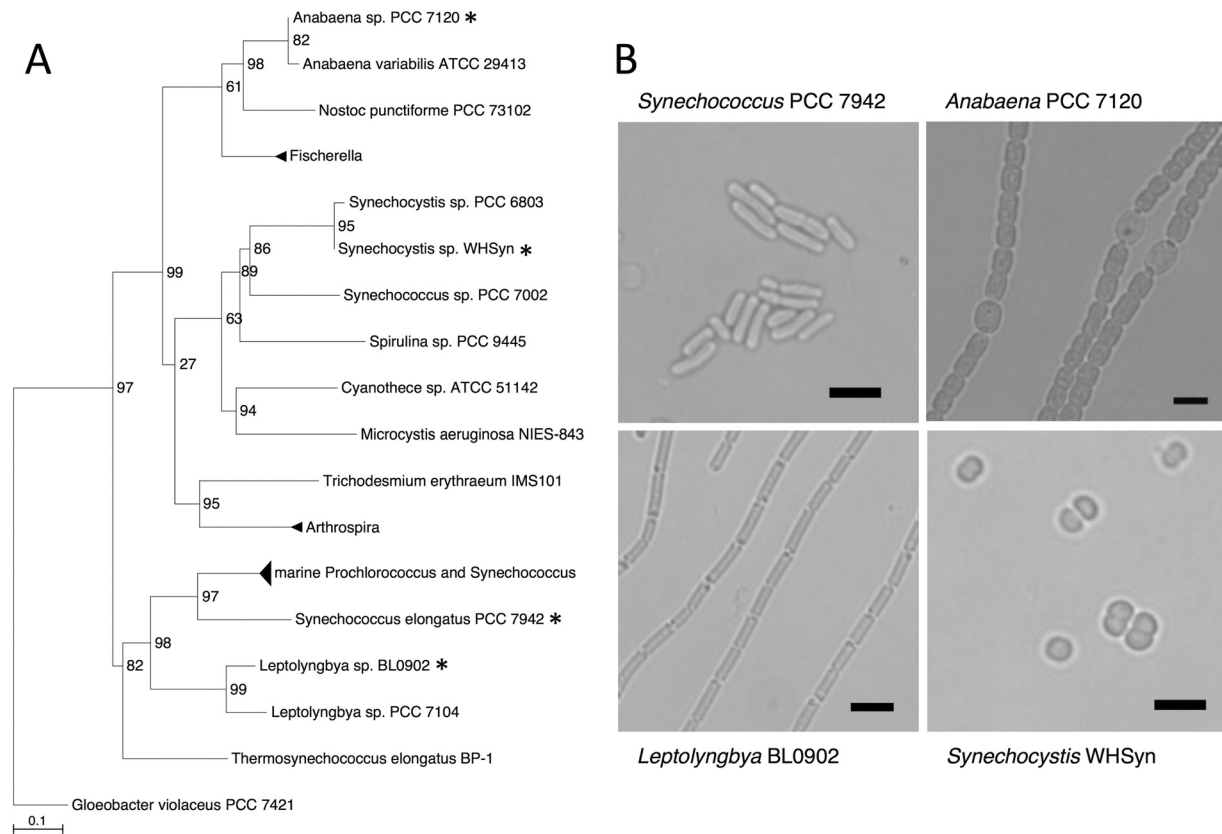 A
Anabaena sp. PCC 7120 *
82
Anabaena variabilis ATCC 29413
98
61
Nostoc punctiforme PCC 73102
Fischerella
Synechocystis sp. PCC 6803
95
86
Synechocystis sp. WHSyn *
99
89
Synechococcus sp. PCC 7002
63
Spirulina sp. PCC 9445
27
97
Cyanothece sp. ATCC 51142
94
Microcystis aeruginosa NIES-843
Trichodesmium erythraeum IMS101
95
Arthrospira
marine Prochlorococcus and Synechococcus
97
Synechococcus elongatus PCC 7942 *
98
82
Leptolyngbya sp. BL0902 *
99
Leptolyngbya sp. PCC 7104
Thermosynechococcus elongatus BP-1
Gloeobacter violaceus PCC 7421
0.1
B
Synechococcus PCC 7942
Anabaena PCC 7120
Leptolyngbya BL0902
Synechocystis WHSyn